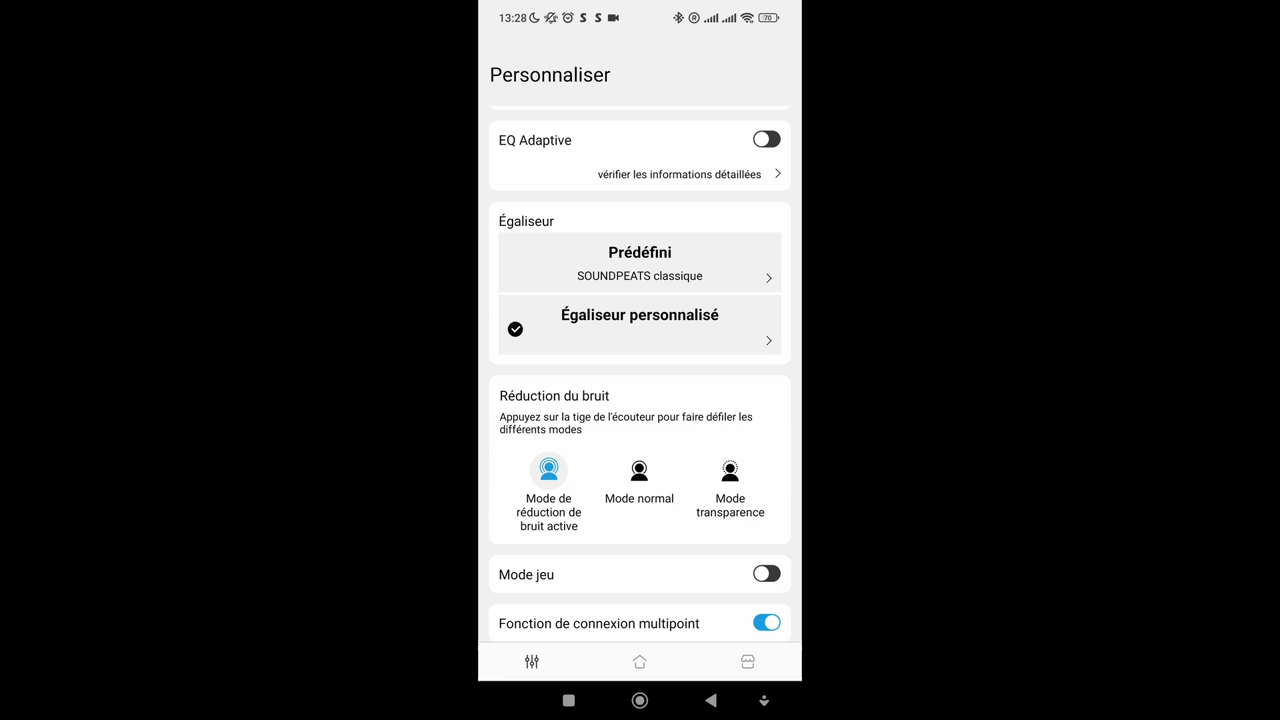 13:28
70
Personnaliser
EQ Adaptive
vérifier les informations détaillées
Égaliseur
Prédéfini
SOUNDPEATS classique
Égaliseur personnalisé
Réduction du bruit
Appuyez sur la tige de l'écouteur pour faire défiler les
différents modes
Mode de
réduction de
bruit active
Mode normal
Mode
transparence
Mode jeu
Fonction de connexion multipoint